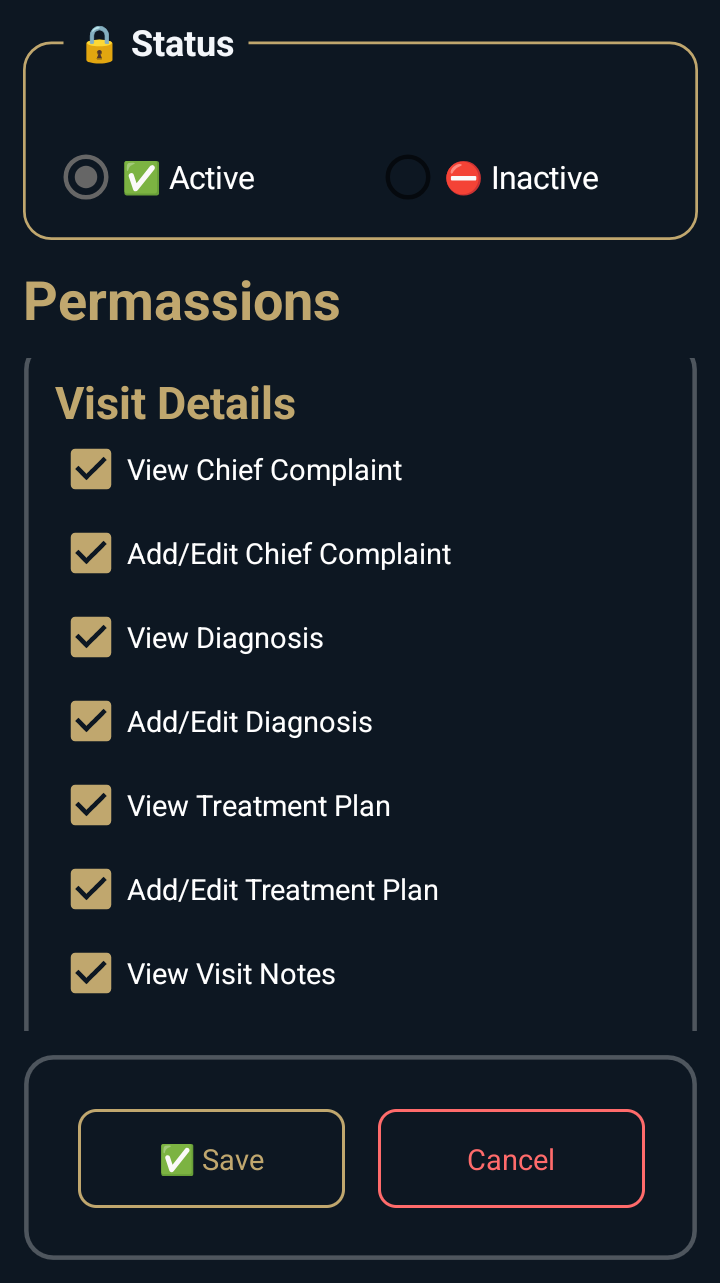 🔒 Status
✅ Active
⛔ Inactive
Permassions
Visit Details
View Chief Complaint
Add/Edit Chief Complaint
View Diagnosis
Add/Edit Diagnosis
View Treatment Plan
Add/Edit Treatment Plan
View Visit Notes
✅ Save
Cancel